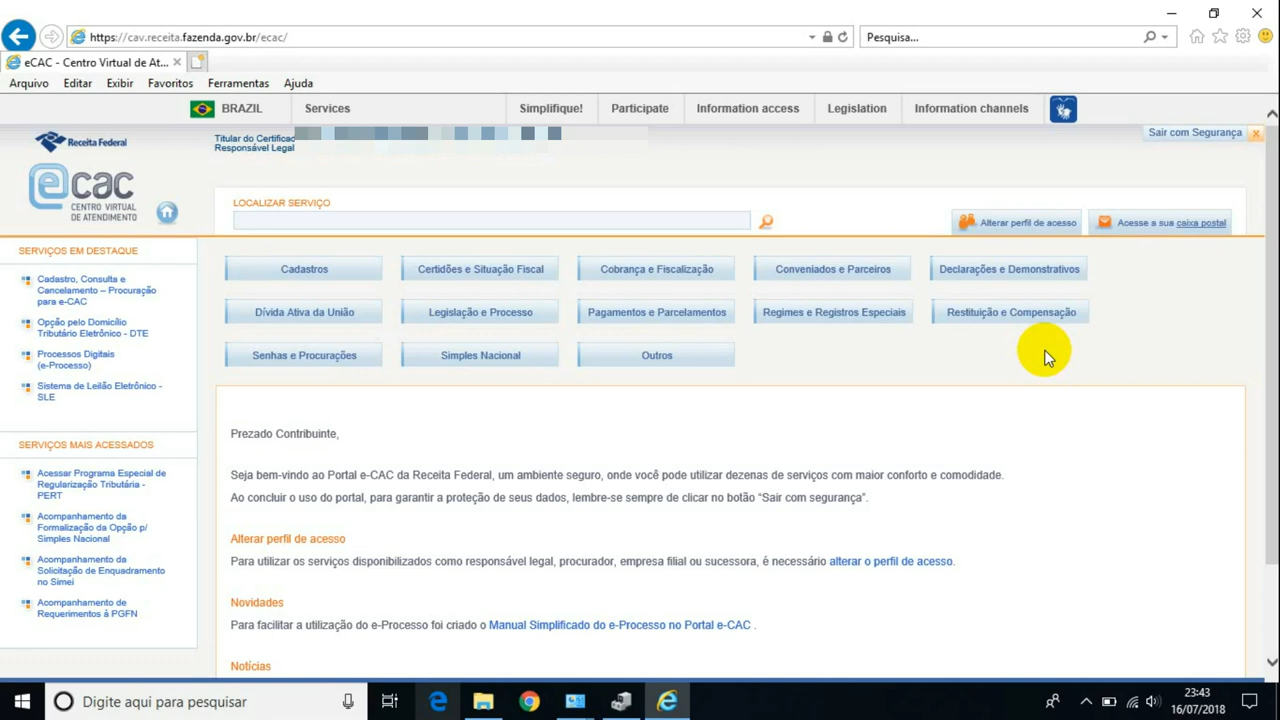 https://cav.receita.fazenda.gov.br/ecac/
Pesquisa...
eCAC - Centro Virtual de At...
Arquivo Editar Exibir Favoritos Ferramentas Ajuda
BRAZIL Services Simplifique! Participate Information access Legislation Information channels
Receita Federal
Titular do Certificad
Responsável Legal
Sair com Segurança x
ecac
CENTRO VIRTUAL
DE ATENDIMENTO
LOCALIZAR SERVIÇO
Alterar perfil de acesso Acesse a sua caixa postal
SERVIÇOS EM DESTAQUE
Cadastro, Consulta e
Cancelamento – Procuração
para e-CAC
Opção pelo Domicílio
Tributário Eletrônico - DTE
Processos Digitais
(e-Processo)
Sistema de Leilão Eletrônico -
SLE
SERVIÇOS MAIS ACESSADOS
Acessar Programa Especial de
Regularização Tributária -
PERT
Acompanhamento da
Formalização da Opção p/
Simples Nacional
Acompanhamento da
Solicitação de Enquadramento
no Simei
Acompanhamento de
Requerimentos à PGFN
Cadastros Certidões e Situação Fiscal Cobrança e Fiscalização Conveniados e Parceiros Declarações e Demonstrativos
Dívida Ativa da União Legislação e Processo Pagamentos e Parcelamentos Regimes e Registros Especiais Restituição e Compensação
Senhas e Procurações Simples Nacional Outros
Prezado Contribuinte,
Seja bem-vindo ao Portal e-CAC da Receita Federal, um ambiente seguro, onde você pode utilizar dezenas de serviços com maior conforto e comodidade.
Ao concluir o uso do portal, para garantir a proteção de seus dados, lembre-se sempre de clicar no botão “Sair com segurança”.
Alterar perfil de acesso
Para utilizar os serviços disponibilizados como responsável legal, procurador, empresa filial ou sucessora, é necessário alterar o perfil de acesso.
Novidades
Para facilitar a utilização do e-Processo foi criado o Manual Simplificado do e-Processo no Portal e-CAC .
Notícias
Digite aqui para pesquisar
23:43
16/07/2018